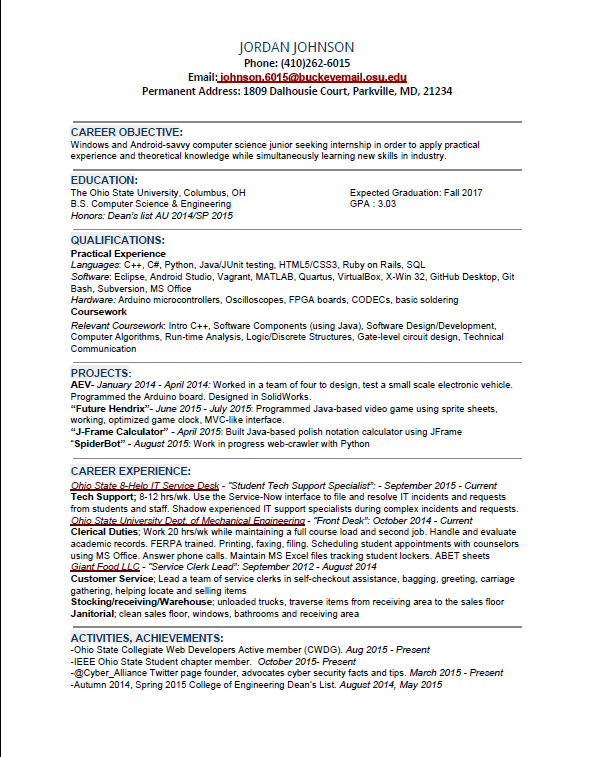 JORDAN JOHNSON
Phone: (410)262-6015
Email: johnson.6015@buckeyemail.osu.edu
Permanent Address: 1809 Dalhousie Court, Parkville, MD, 21234
CAREER OBJECTIVE:
Windows and Android-savvy computer science junior seeking internship in order to apply practical
experience and theoretical knowledge while simultaneously learning new skills in industry.
EDUCATION:
The Ohio State University, Columbus, OH Expected Graduation: Fall 2017
B.S. Computer Science & Engineering GPA : 3.03
Honors: Dean's list AU 2014/SP 2015
QUALIFICATIONS:
Practical Experience
Languages: C++, C#, Python, Java/JUnit testing, HTML5/CSS3, Ruby on Rails, SQL
Software: Eclipse, Android Studio, Vagrant, MATLAB, Quartus, VirtualBox, X-Win 32, GitHub Desktop, Git
Bash, Subversion, MS Office
Hardware: Arduino microcontrollers, Oscilloscopes, FPGA boards, CODECs, basic soldering
Coursework
Relevant Coursework: Intro C++, Software Components (using Java), Software Design/Development,
Computer Algorithms, Run-time Analysis, Logic/Discrete Structures, Gate-level circuit design, Technical
Communication
PROJECTS:
AEV- January 2014 - April 2014: Worked in a team of four to design, test a small scale electronic vehicle.
Programmed the Arduino board. Designed in SolidWorks.
“Future Hendrix”- June 2015 - July 2015: Programmed Java-based video game using sprite sheets,
working, optimized game clock, MVC-like interface.
“J-Frame Calculator” - April 2015: Built Java-based polish notation calculator using JFrame
"SpiderBot" - August 2015: Work in progress web-crawler with Python
CAREER EXPERIENCE:
Ohio State 8-Help IT Service Desk - "Student Tech Support Specialist": - September 2015 - Current
Tech Support; 8-12 hrs/wk. Use the Service-Now interface to file and resolve IT incidents and requests
from students and staff. Shadow experienced IT support specialists during complex incidents and requests.
Ohio State University Dept. of Mechanical Engineering - "Front Desk": October 2014 - Current
Clerical Duties; Work 20 hrs/wk while maintaining a full course load and second job. Handle and evaluate
academic records. FERPA trained. Printing, faxing, filing. Scheduling student appointments with counselors
using MS Office. Answer phone calls. Maintain MS Excel files tracking student lockers. ABET sheets
Giant Food LLC - "Service Clerk Lead": September 2012 - August 2014
Customer Service; Lead a team of service clerks in self-checkout assistance, bagging, greeting, carriage
gathering, helping locate and selling items
Stocking/receiving/Warehouse; unloaded trucks, traverse items from receiving area to the sales floor
Janitorial; clean sales floor, windows, bathrooms and receiving area
ACTIVITIES, ACHIEVEMENTS:
-Ohio State Collegiate Web Developers Active member (CWDG). Aug 2015 - Present
-IEEE Ohio State Student chapter member. October 2015- Present
-@Cyber_Alliance Twitter page founder, advocates cyber security facts and tips. March 2015 - Present
-Autumn 2014, Spring 2015 College of Engineering Dean's List. August 2014, May 2015